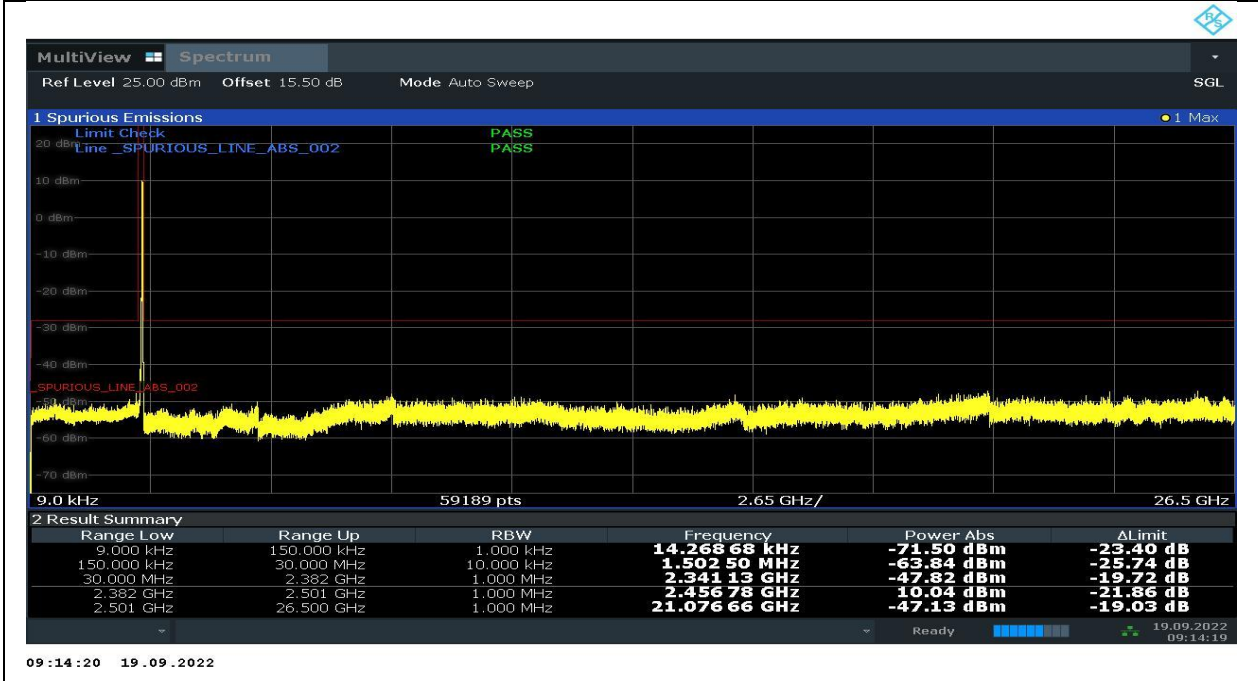 R&S
MultiView Spectrum
Ref Level 25.00 dBm Offset 15.50 dB Mode Auto Sweep SGL
1 Spurious Emissions 1 Max
Limit Check PASS
20 dBm
Line _SPURIOUS_LINE_ABS_002 PASS
10 dBm
0 dBm
-10 dBm
-20 dBm
-30 dBm
-40 dBm
_SPURIOUS_LINE_ABS_002
-50 dBm
-60 dBm
-70 dBm
9.0 kHz 59189 pts 2.65 GHz/ 26.5 GHz
2 Result Summary
Range Low Range Up RBW Frequency Power Abs ΔLimit
9.000 kHz 150.000 kHz 1.000 kHz 14.268 68 kHz -71.50 dBm -23.40 dB
150.000 kHz 30.000 MHz 10.000 kHz 1.502 50 MHz -63.84 dBm -25.74 dB
30.000 MHz 2.382 GHz 1.000 MHz 2.341 13 GHz -47.82 dBm -19.72 dB
2.382 GHz 2.501 GHz 1.000 MHz 2.456 78 GHz 10.04 dBm -21.86 dB
2.501 GHz 26.500 GHz 1.000 MHz 21.076 66 GHz -47.13 dBm -19.03 dB
Ready 19.09.2022
09:14:19
09:14:20 19.09.2022